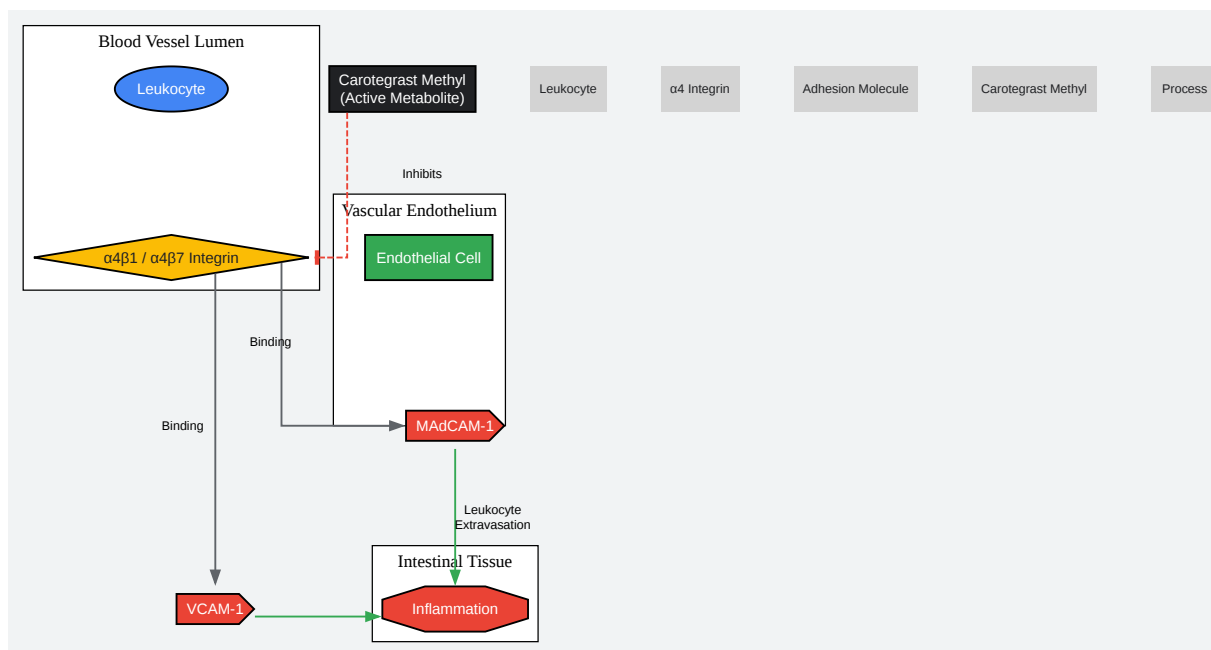 Blood Vessel Lumen
Leukocyte
Carotegrast Methyl
(Active Metabolite)
Leukocyte
α4 Integrin
Adhesion Molecule
Carotegrast Methyl
Process
Inhibits
Vascular Endothelium
α4β1 / α4β7 Integrin
Endothelial Cell
Binding
Binding
MAdCAM-1
Leukocyte
Extravasation
Intestinal Tissue
VCAM-1
Inflammation